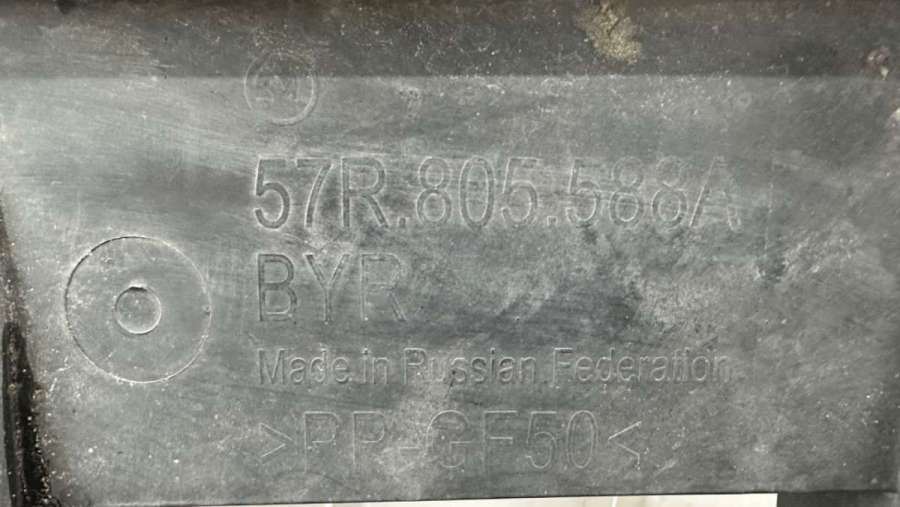 57R.805.588A
BYR
Made in Russian Federation
>PP-GF50<